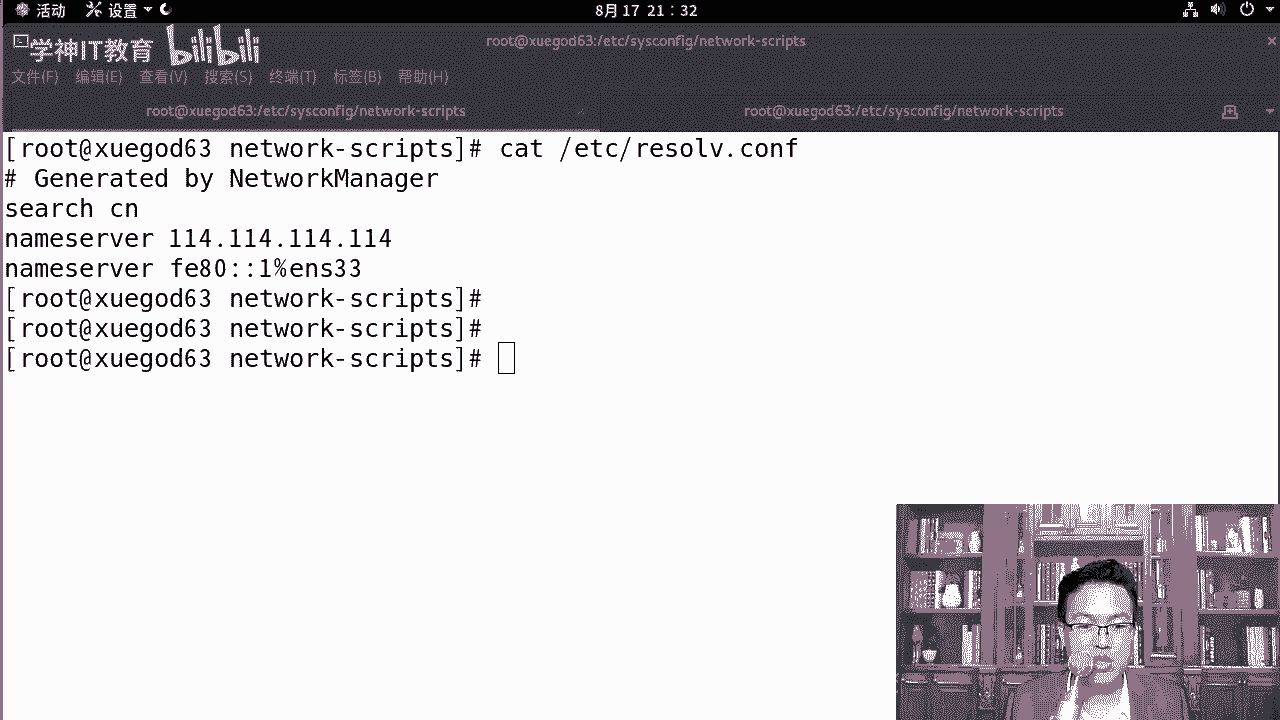 活动 设置 8月 17 21：32
学神IT教育 bilibili
root@xuegod63:/etc/sysconfig/network-scripts
文件(F) 编辑(E) 查看(V) 搜索(S) 终端(T) 标签(B) 帮助(H)
root@xuegod63:/etc/sysconfig/network-scripts root@xuegod63:/etc/sysconfig/network-scripts
[root@xuegod63 network-scripts]# cat /etc/resolv.conf
# Generated by NetworkManager
search cn
nameserver 114.114.114.114
nameserver fe80::1%ens33
[root@xuegod63 network-scripts]#
[root@xuegod63 network-scripts]#
[root@xuegod63 network-scripts]#